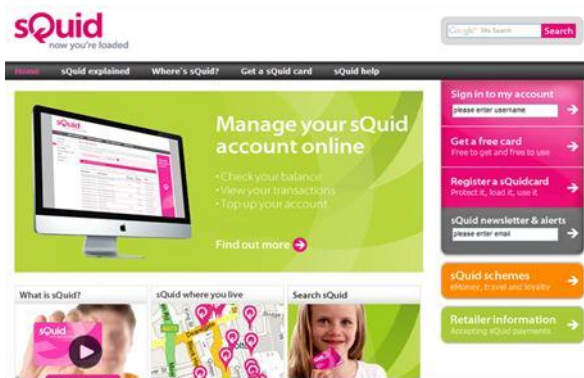 sQuid
now you're loaded
Google™ Site Search
Search
Home
sQuid explained
Where's sQuid?
Get a sQuid card
sQuid help
Manage your sQuid
account online
• Check your balance
• View your transactions
• Top up your account
Find out more
Sign in to my account
please enter username
Get a free card
Free to get and free to use
Register a sQuidcard
Protect it, load it, use it
sQuid newsletter & alerts
please enter email
sQuid schemes
eMoney, travel and loyalty
Retailer information
Accepting sQuid payments
What is sQuid?
sQuid where you live
Search sQuid
sQuid
sQuid